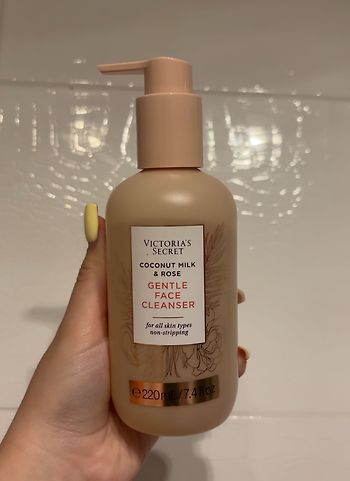 VICTORIA'S
SECRET
COCONUT MILK
& ROSE
GENTLE
FACE
CLEANSER
for all skin types
non-stripping
℮ 220 mL / 7.4 fl oz